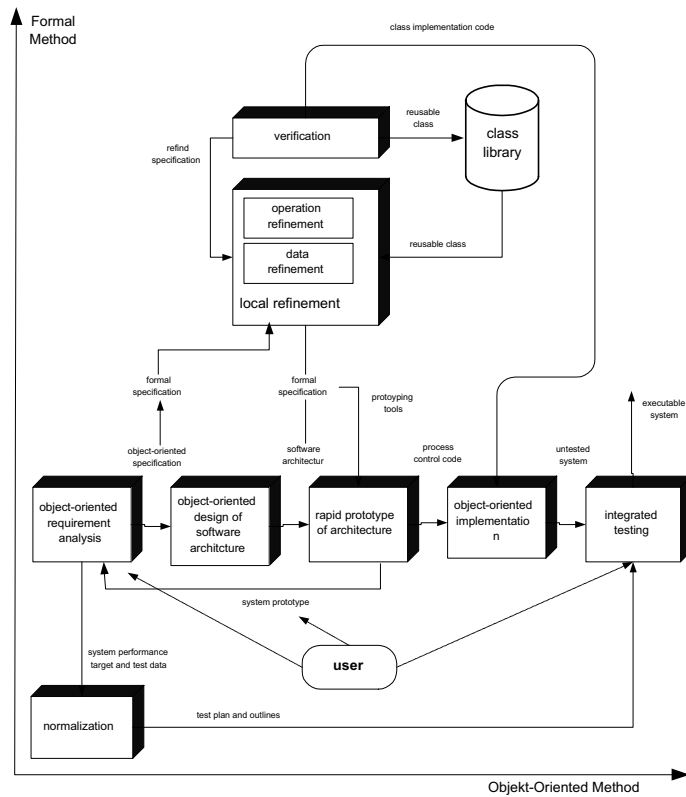 Formal
Method
class implementation code
verification
reusable
class
class
library
refind
specification
operation
refinement
data
refinement
reusable class
local refinement
formal
specification
formal
specification
protoyping
tools
executable
system
object-oriented
specification
software
architectur
process
control code
untested
system
object-oriented
requirement
analysis
object-oriented
design of
software
architcture
rapid prototype
of architecture
object-oriented
implementatio
n
integrated
testing
system prototype
user
system performance
target and test data
normalization
test plan and outlines
Objekt-Oriented Method